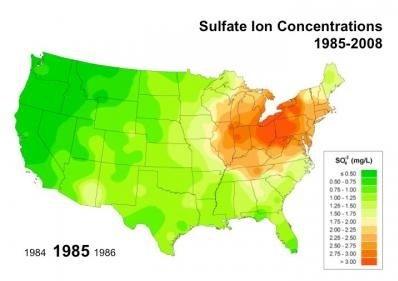 Sulfate Ion Concentrations
1985-2008
SO₄²⁻ (mg/L)
≤ 0.50
0.50 - 0.75
0.75 - 1.00
1.00 - 1.25
1.25 - 1.50
1.50 - 1.75
1.75 - 2.00
2.00 - 2.25
2.25 - 2.50
2.50 - 2.75
2.75 - 3.00
> 3.00
1984 1985 1986